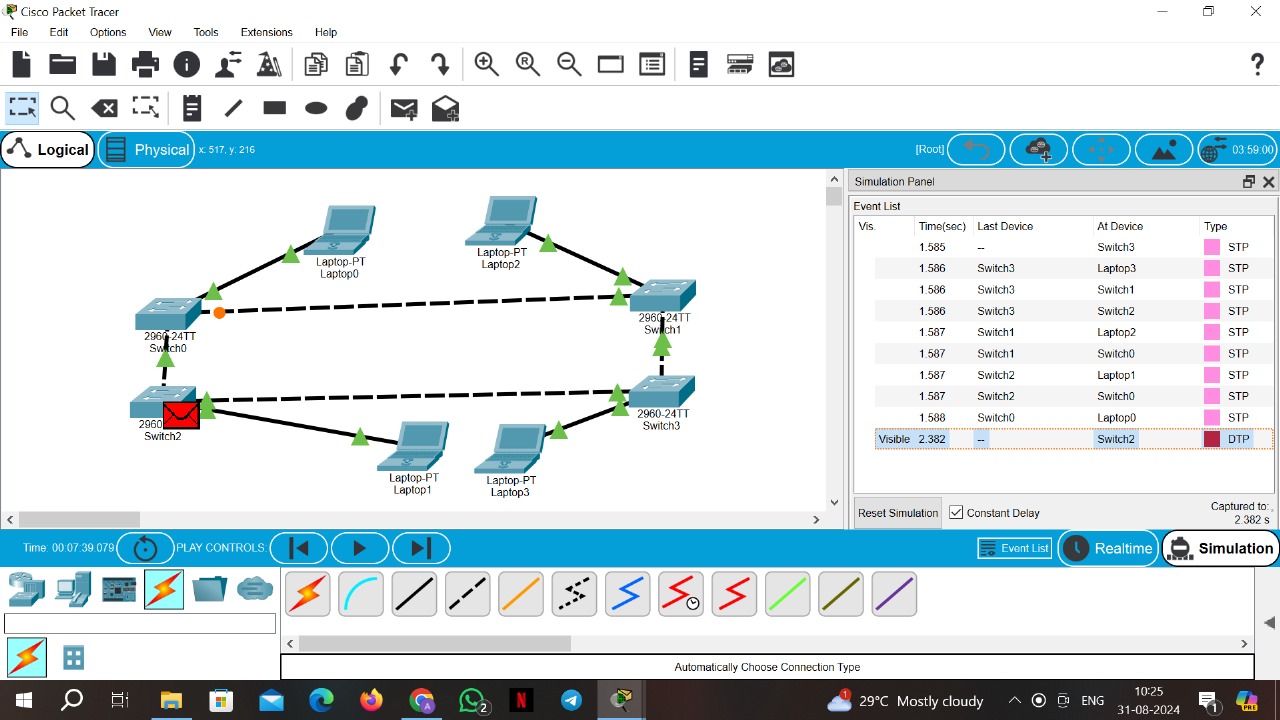 Cisco Packet Tracer
File Edit Options View Tools Extensions Help
Logical
Physical
x: 517, y: 216
[Root]
03:59:00
Laptop-PT
Laptop0
Laptop-PT
Laptop2
2960-24TT
Switch0
2960-24TT
Switch1
2960
Switch2
2960-24TT
Switch3
Laptop-PT
Laptop1
Laptop-PT
Laptop3
Simulation Panel
Event List
Vis. Time(sec) Last Device At Device Type
1.585 -- Switch3 STP
1.586 Switch3 Laptop3 STP
1.586 Switch3 Switch1 STP
1.586 Switch3 Switch2 STP
1.587 Switch1 Laptop2 STP
1.587 Switch1 Switch0 STP
1.587 Switch2 Laptop1 STP
1.587 Switch2 Switch0 STP
1.588 Switch0 Laptop0 STP
Visible 2.382 -- Switch2 DTP
Reset Simulation
Constant Delay
Captured to:
2.382 s
Time: 00:07:39.079
PLAY CONTROLS:
Event List
Realtime
Simulation
Automatically Choose Connection Type
29°C Mostly cloudy
ENG
10:25
31-08-2024